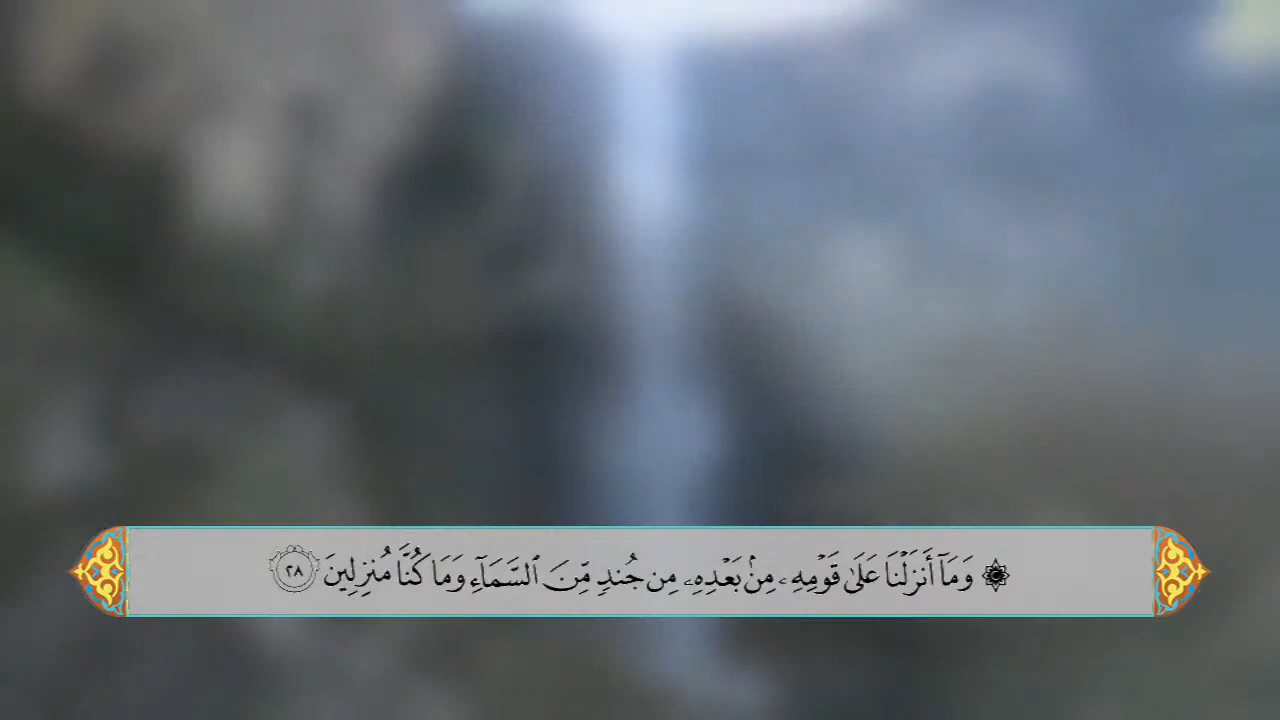 ۞ وَمَآ أَنزَلْنَا عَلَىٰ قَوْمِهِۦ مِنۢ بَعْدِهِۦ مِن جُندٍ مِّنَ ٱلسَّمَآءِ وَمَا كُنَّا مُنزِلِينَ ٢٨